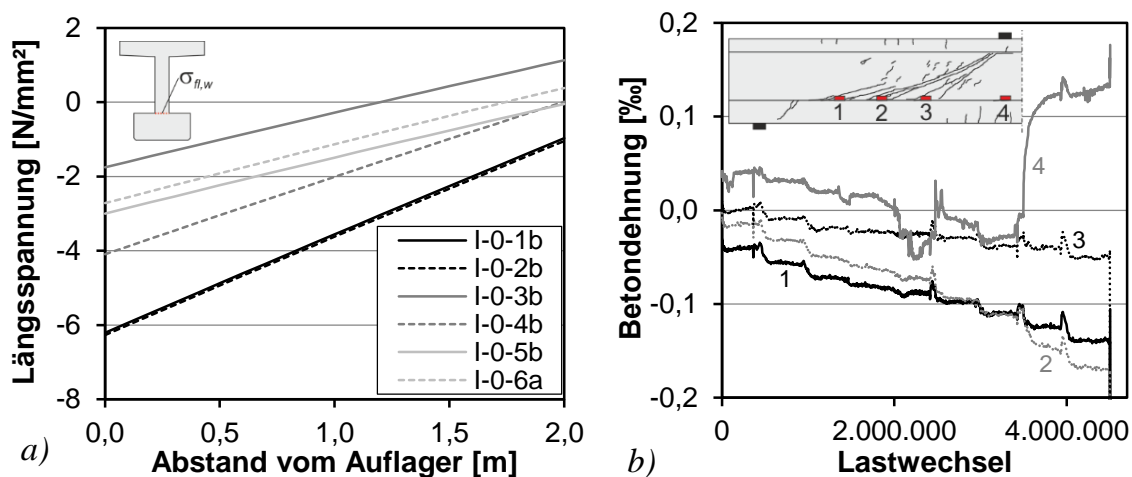 Längsspannung [N/mm²]
2
0
-2
-4
-6
-8
σfl,w
I-0-1b
I-0-2b
I-0-3b
I-0-4b
I-0-5b
I-0-6a
0,0 0,5 1,0 1,5 2,0
a) Abstand vom Auflager [m]
Betondehnung [‰]
0,2
0,1
0,0
-0,1
-0,2
1 2 3 4
4
3
1
2
0 2.000.000 4.000.000
b) Lastwechsel